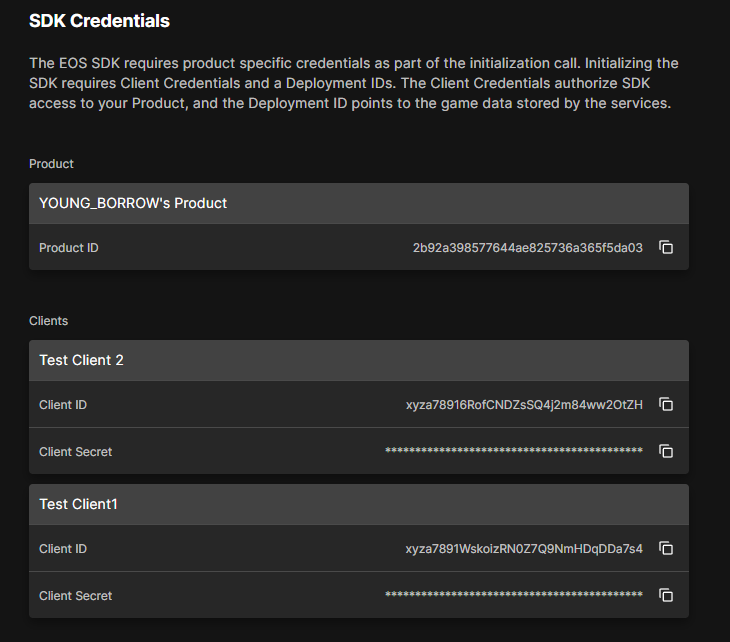 SDK Credentials
The EOS SDK requires product specific credentials as part of the initialization call. Initializing the
SDK requires Client Credentials and a Deployment IDs. The Client Credentials authorize SDK
access to your Product, and the Deployment ID points to the game data stored by the services.
Product
YOUNG_BORROW's Product
Product ID 2b92a398577644ae825736a365f5da03
Clients
Test Client 2
Client ID xyza78916RofCNDZsSQ4j2m84ww2OtZH
Client Secret *******************************************
Test Client1
Client ID xyza7891WskoizRN0Z7Q9NmHDqDDa7s4
Client Secret *******************************************